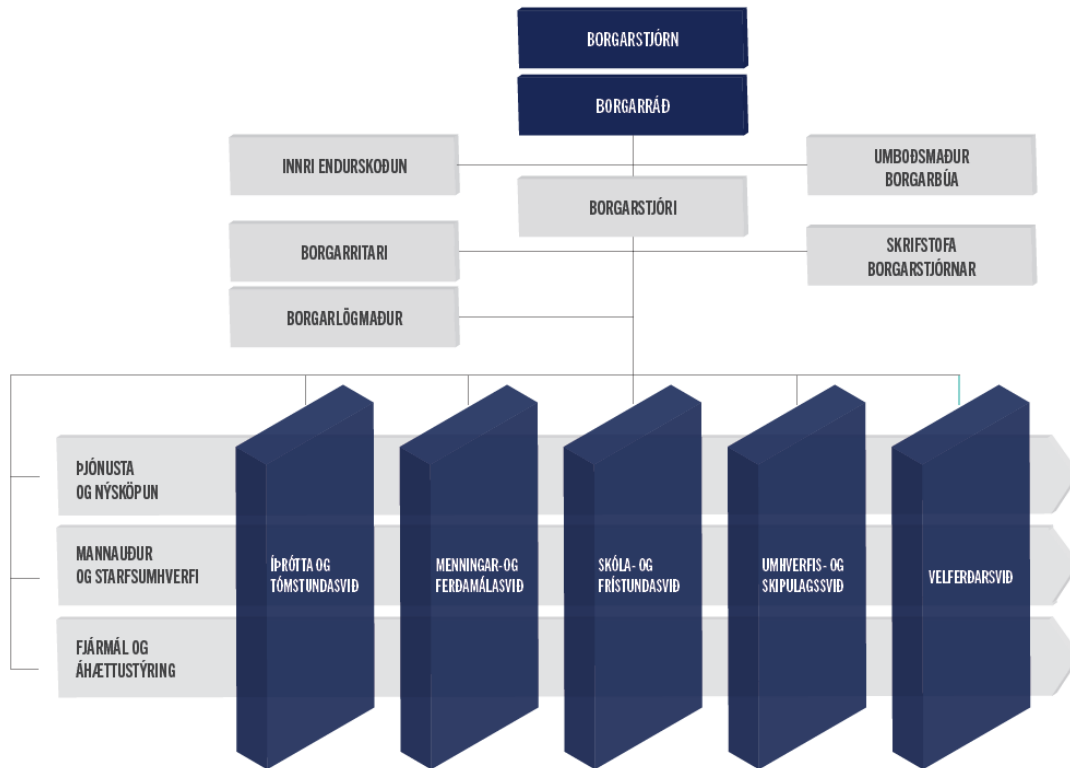 BORGARSTJÓRN
BORGARRÁÐ
INNRI ENDURSKOÐUN
UMBOÐSMAÐUR
BORGARBÚA
BORGARSTJÓRI
BORGARRITARI
SKRIFSTOFA
BORGARSTJÓRNAR
BORGARLÖGMAÐUR
ÞJÓNUSTA
OG NÝSKÖPUN
MANNAUÐUR
OG STARFSUMHVERFI
FJÁRMÁL OG
ÁHÆTTUSTÝRING
ÍÞRÓTTA OG
TÓMSTUNDASVIÐ
MENNINGAR-OG
FERÐAMÁLASVIÐ
SKÓLA- OG
FRÍSTUNDASVIÐ
UMHVERFIS- OG
SKIPULAGSSVIÐ
VELFERÐARSVIÐ